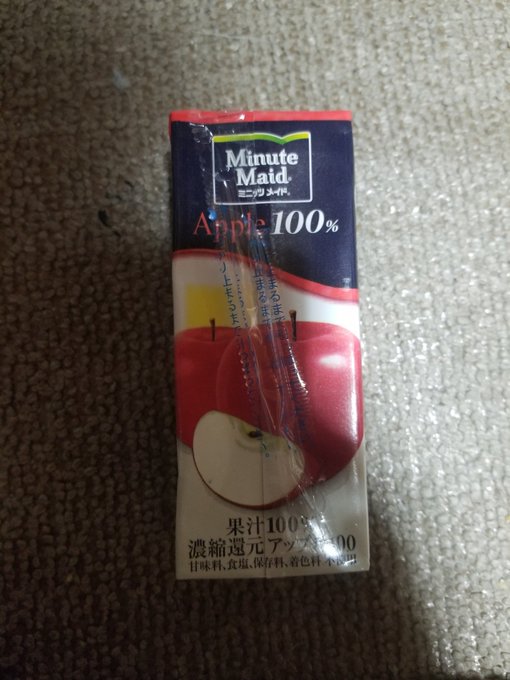 Minute
Maid
ミニッツ メイド
Apple 100%
果汁100%
濃縮還元 アップル100
甘味料、食塩、保存料、着色料 不使用